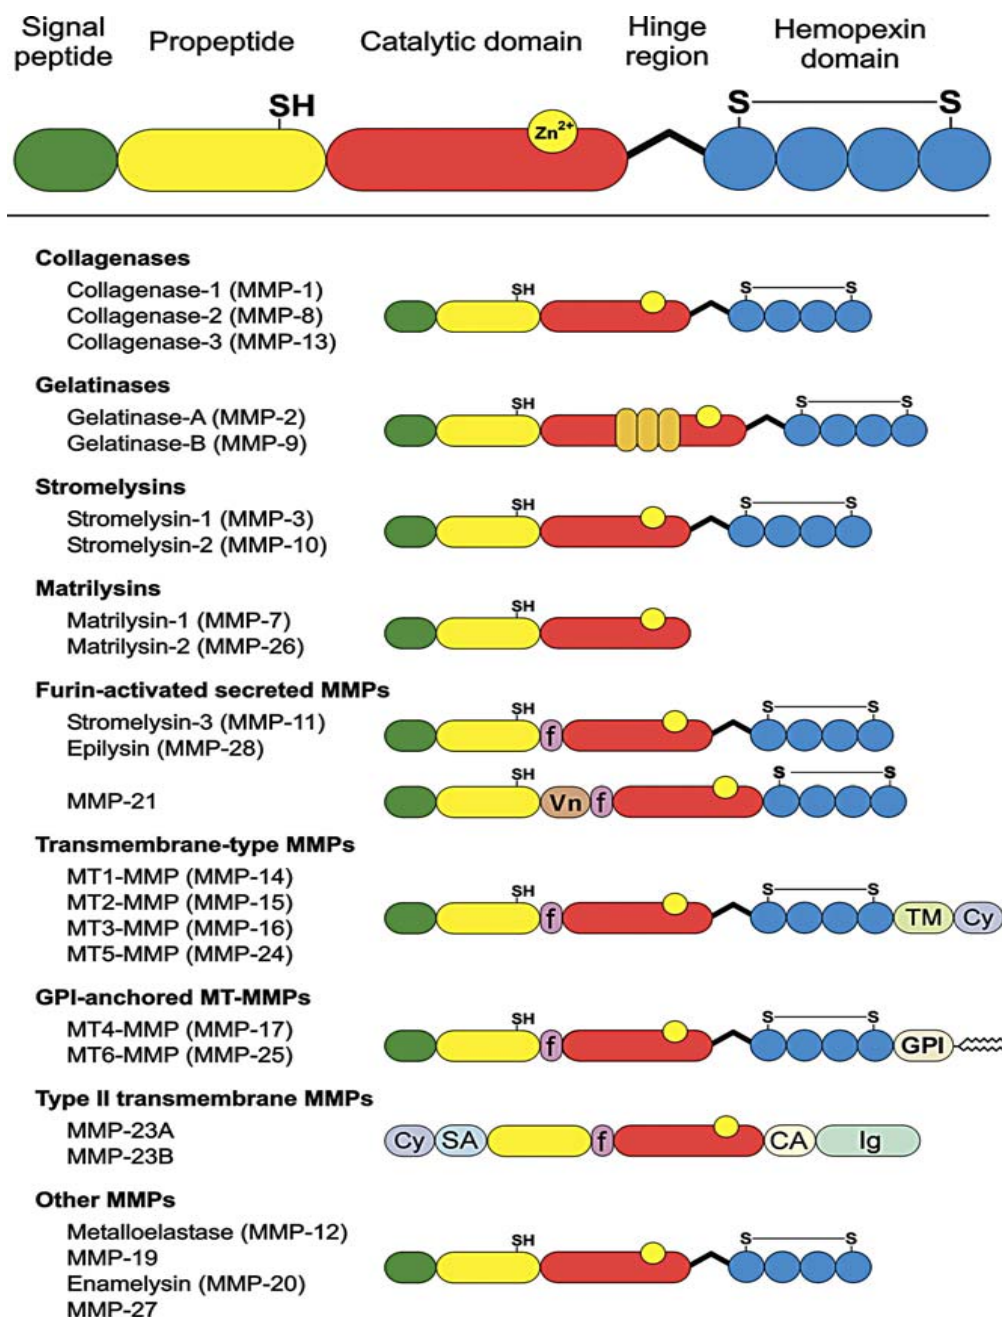 Signal peptide
Propeptide
Catalytic domain
Hinge region
Hemopexin domain
SH
Zn2+
S S
Collagenases
Collagenase-1 (MMP-1)
Collagenase-2 (MMP-8)
Collagenase-3 (MMP-13)
SH
S S
Gelatinases
Gelatinase-A (MMP-2)
Gelatinase-B (MMP-9)
SH
S S
Stromelysins
Stromelysin-1 (MMP-3)
Stromelysin-2 (MMP-10)
SH
S S
Matrilysins
Matrilysin-1 (MMP-7)
Matrilysin-2 (MMP-26)
SH
Furin-activated secreted MMPs
Stromelysin-3 (MMP-11)
Epilysin (MMP-28)
SH
f
S S
MMP-21
SH
Vn f
s s
Transmembrane-type MMPs
MT1-MMP (MMP-14)
MT2-MMP (MMP-15)
MT3-MMP (MMP-16)
MT5-MMP (MMP-24)
SH
S S
f TM Cy
GPI-anchored MT-MMPs
MT4-MMP (MMP-17)
MT6-MMP (MMP-25)
SH
S S
f GPI
Type II transmembrane MMPs
MMP-23A
MMP-23B
Cy SA f CA Ig
Other MMPs
Metalloelastase (MMP-12)
MMP-19
Enamelysin (MMP-20)
MMP-27
SH
S S